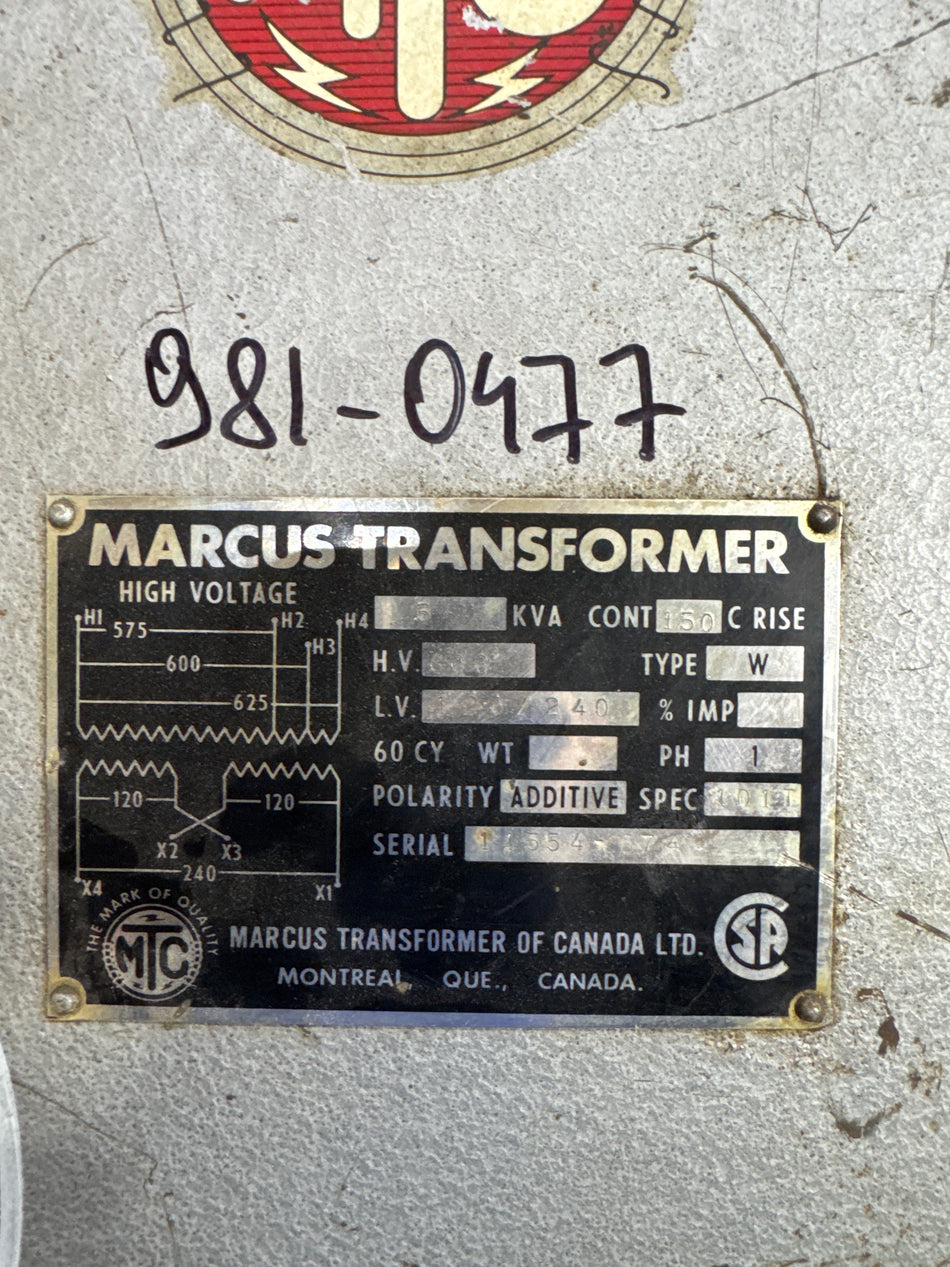 981-0477
MARCUS TRANSFORMER
HIGH VOLTAGE
H1 575 H2 H4
H3
600
625
KVA CONT 150 C RISE
H.V. TYPE W
L.V. 240 % IMP
60 CY WT PH 1
POLARITY ADDITIVE SPEC
SERIAL
120 120
X2 X3
240
X4 X1
THE MARK OF QUALITY
MTC
MARCUS TRANSFORMER OF CANADA LTD.
MONTREAL, QUE., CANADA.
CSA